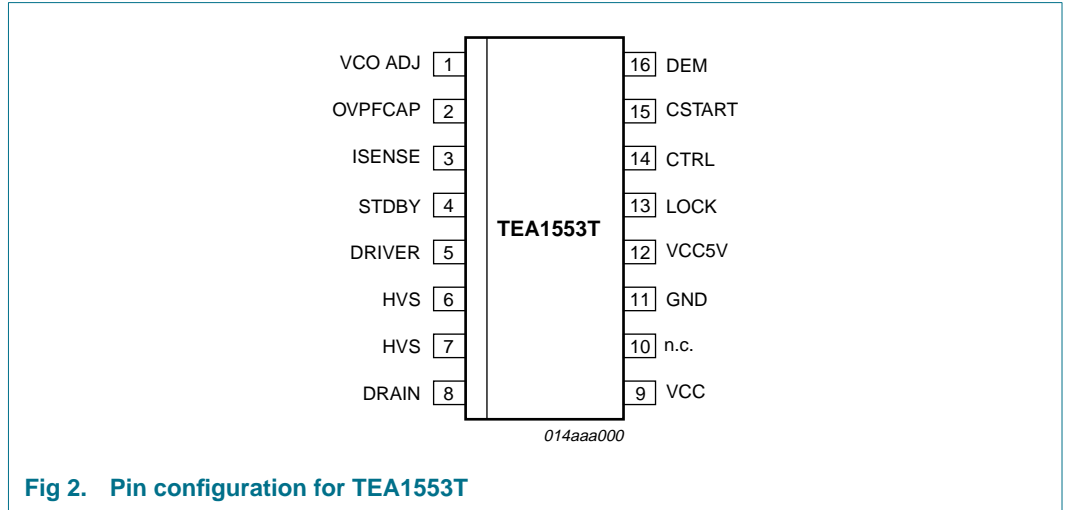 VCO ADJ 1 16 DEM
OVPFCAP 2 15 CSTART
ISENSE 3 14 CTRL
STDBY 4 13 LOCK
TEA1553T
DRIVER 5 12 VCC5V
HVS 6 11 GND
HVS 7 10 n.c.
DRAIN 8 9 VCC
014aaa000
Fig 2. Pin configuration for TEA1553T